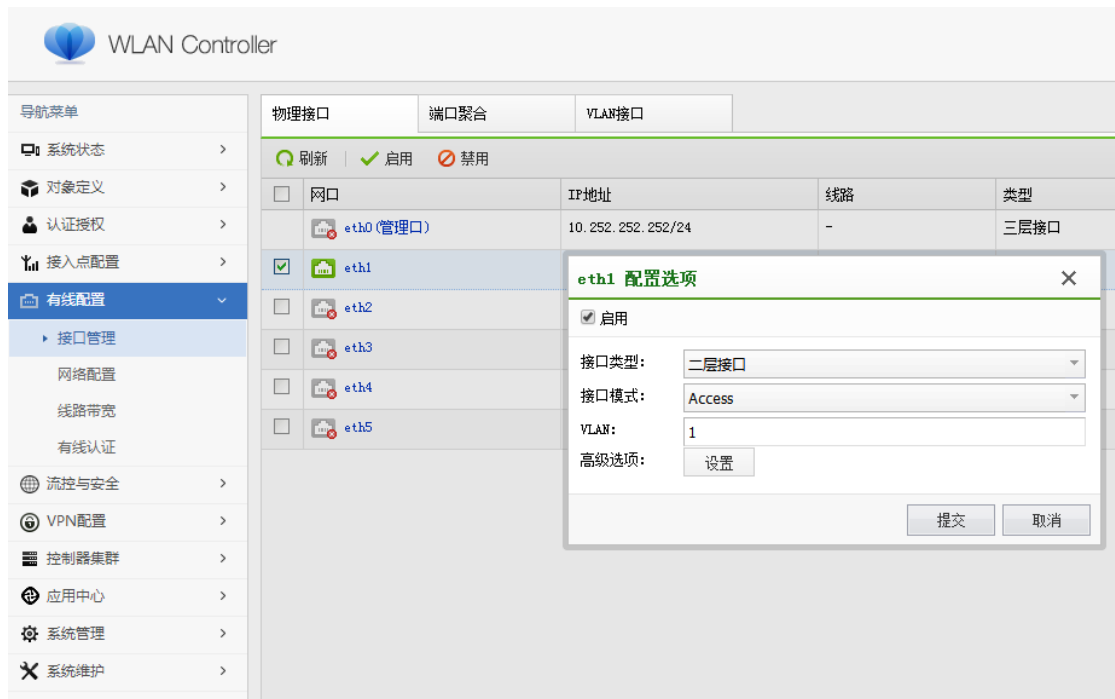 WLAN Controller
导航菜单
系统状态
对象定义
认证授权
接入点配置
有线配置
接口管理
网络配置
线路带宽
有线认证
流控与安全
VPN配置
控制器集群
应用中心
系统管理
系统维护
物理接口 端口聚合 VLAN接口
刷新 启用 禁用
网口 IP地址 线路 类型
eth0(管理口) 10.252.252.252/24 - 三层接口
eth1
eth2
eth3
eth4
eth5
eth1 配置选项
启用
接口类型: 二层接口
接口模式: Access
VLAN: 1
高级选项: 设置
提交 取消